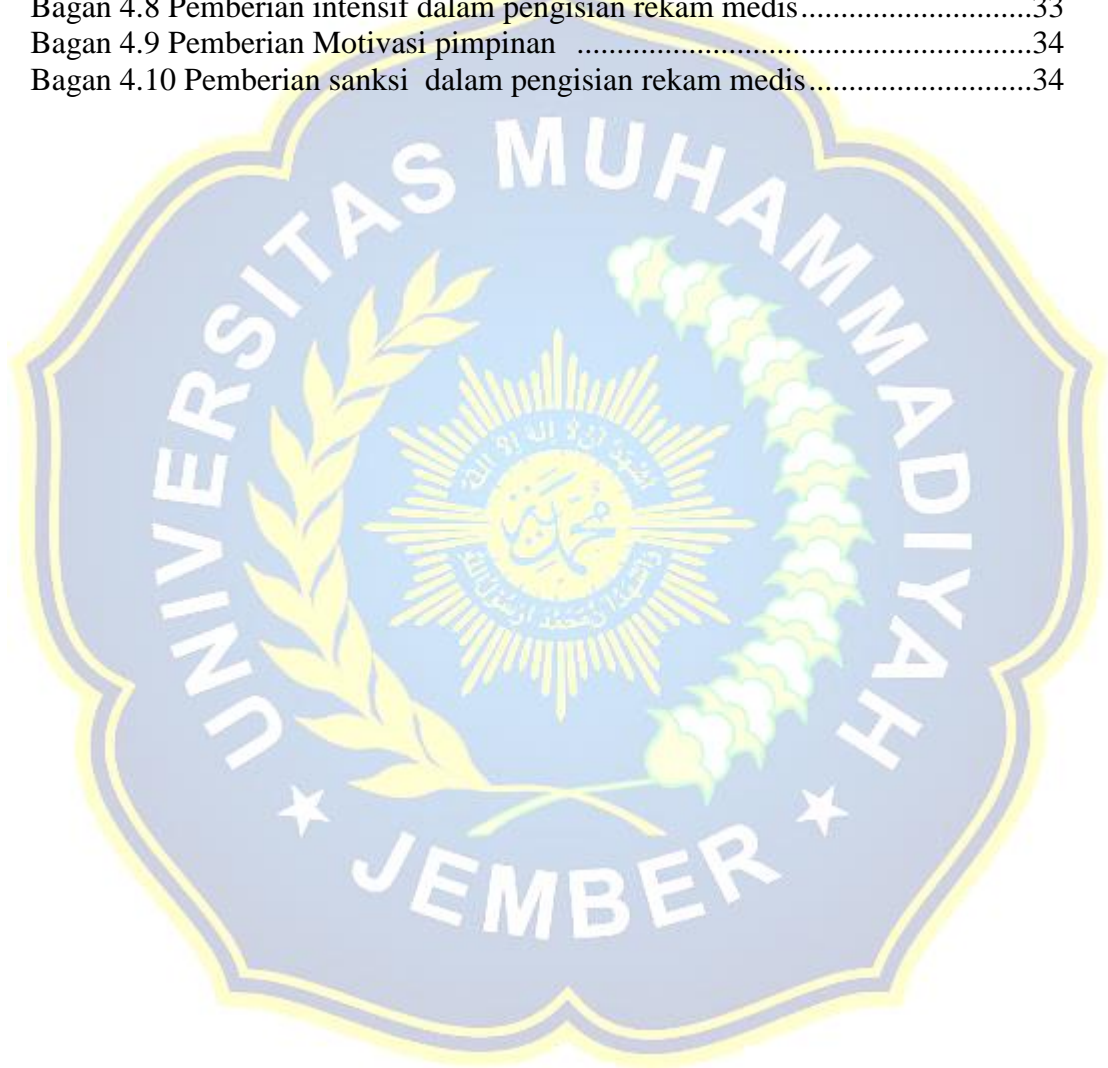 Bagan 4.8 Pemberian intensif dalam pengisian rekam medis.............................33
Bagan 4.9 Pemberian Motivasi pimpinan .........................................................34
Bagan 4.10 Pemberian sanksi dalam pengisian rekam medis............................34
UNIVERSITAS MUHAMMADIYAH
JEMBER